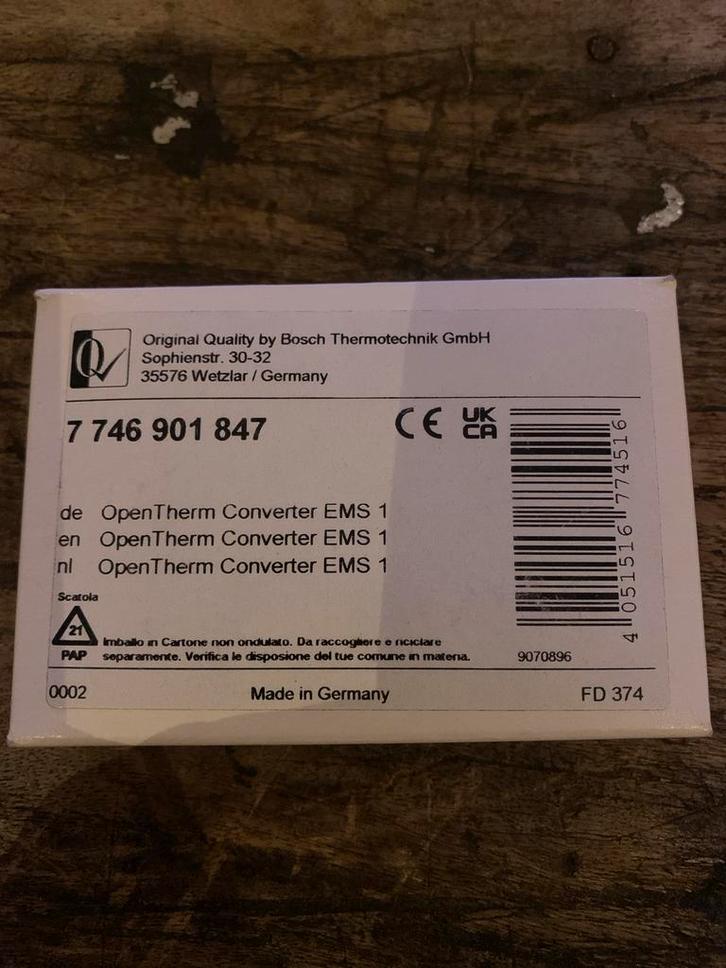 Q
Original Quality by Bosch Thermotechnik GmbH
Sophienstr. 30-32
35576 Wetzlar / Germany
7 746 901 847
CE UK CA
de OpenTherm Converter EMS 1
en OpenTherm Converter EMS 1
nl OpenTherm Converter EMS 1
4 051516 774516
Scatola
21
PAP
Imballo in Cartone non ondulato. Da raccogliere e riciclare
separamente. Verifica le disposizione del tue comune in materia.
9070896
0002 Made in Germany FD 374